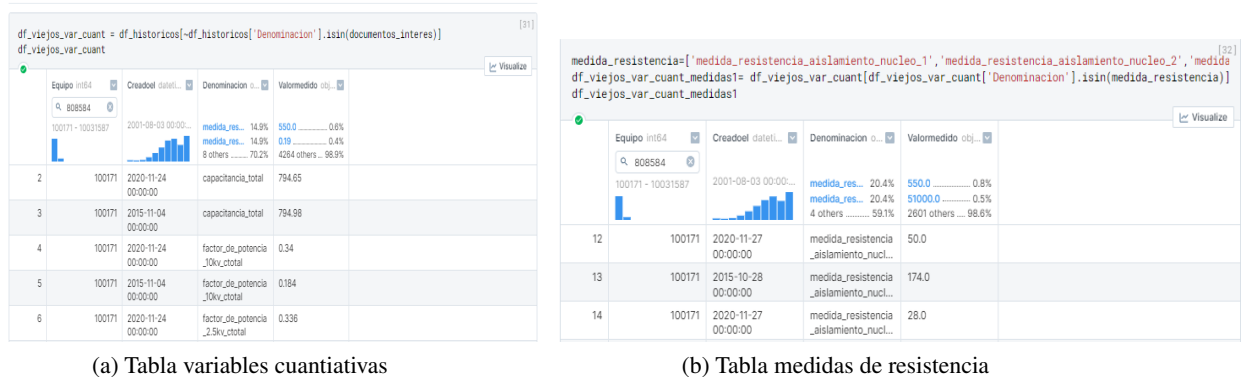 [31]
df_viejos_var_cuant = df_historicos[~df_historicos['Denominacion'].isin(documentos_interes)]
df_viejos_var_cuant
Visualize
Equipo int64 Creadoel dateti... Denominacion o... Valormedido obj...
808584
100171 - 10031587 2001-08-03 00:00:... medida_res... 14.9% 550.0 0.6%
medida_res... 14.9% 0.19 0.4%
8 others 70.2% 4264 others 98.9%
2 100171 2020-11-24 capacitancia_total 794.65
00:00:00
3 100171 2015-11-04 capacitancia_total 794.98
00:00:00
4 100171 2020-11-24 factor_de_potencia 0.34
00:00:00 _10kv_ctotal
5 100171 2015-11-04 factor_de_potencia 0.184
00:00:00 _10kv_ctotal
6 100171 2020-11-24 factor_de_potencia 0.336
00:00:00 _2.5kv_ctotal
(a) Tabla variables cuantiativas
[32]
medida_resistencia=['medida_resistencia_aislamiento_nucleo_1','medida_resistencia_aislamiento_nucleo_2','medida
df_viejos_var_cuant_medidas1= df_viejos_var_cuant[df_viejos_var_cuant['Denominacion'].isin(medida_resistencia)]
df_viejos_var_cuant_medidas1
Visualize
Equipo int64 Creadoel dateti... Denominacion o... Valormedido obj...
808584
100171 - 10031587 2001-08-03 00:00:... medida_res... 20.4% 550.0 0.8%
medida_res... 20.4% 51000.0 0.5%
4 others 59.1% 2601 others 98.6%
12 100171 2020-11-27 medida_resistencia 50.0
00:00:00 _aislamiento_nucl...
13 100171 2015-10-28 medida_resistencia 174.0
00:00:00 _aislamiento_nucl...
14 100171 2020-11-27 medida_resistencia 28.0
00:00:00 _aislamiento_nucl...
(b) Tabla medidas de resistencia